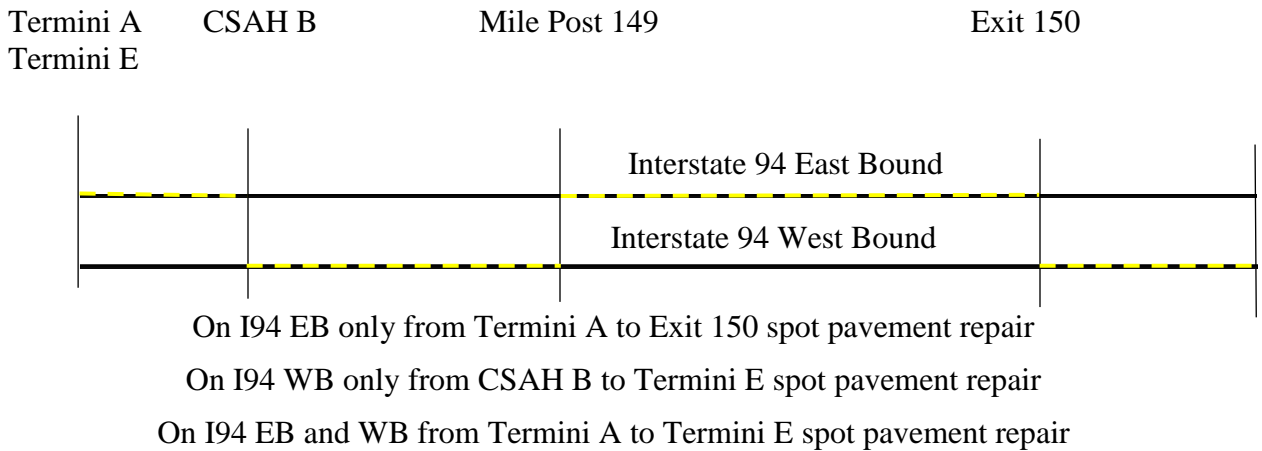 Termini A CSAH B Mile Post 149 Exit 150
Termini E
Interstate 94 East Bound
Interstate 94 West Bound
On I94 EB only from Termini A to Exit 150 spot pavement repair
On I94 WB only from CSAH B to Termini E spot pavement repair
On I94 EB and WB from Termini A to Termini E spot pavement repair